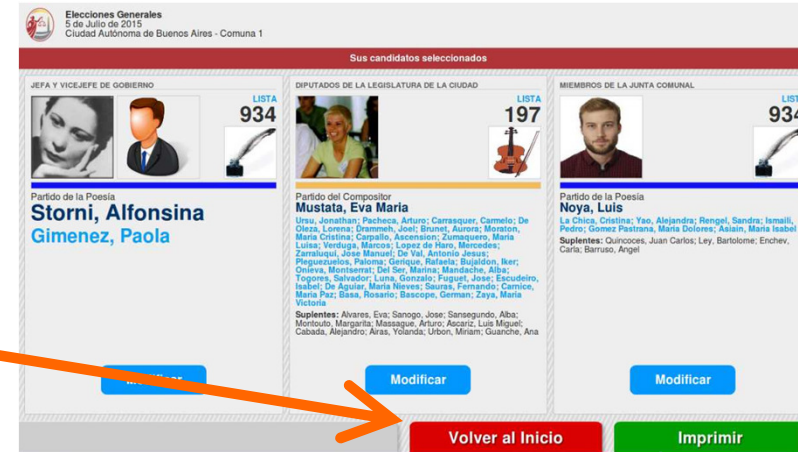 Elecciones Generales
5 de Julio de 2015
Ciudad Autónoma de Buenos Aires - Comuna 1
Sus candidatos seleccionados
JEFA Y VICEJEFE DE GOBIERNO
LISTA
934
Partido de la Poesía
Storni, Alfonsina
Gimenez, Paola
Modificar
DIPUTADOS DE LA LEGISLATURA DE LA CIUDAD
LISTA
197
Partido del Compositor
Mustata, Eva Maria
Ursu, Jonathan; Pacheca, Arturo; Carrasquer, Carmelo; De
Oleza, Lorena; Drammeh, Joel; Brunet, Aurora; Moraton,
Maria Cristina; Carpallo, Ascension; Zumaquero, Maria
Luisa; Verduga, Marcos; Lopez de Haro, Mercedes;
Zarraluqui, Jose Manuel; De Val, Antonio Jesus;
Pleguezuelos, Paloma; Gerique, Rafaela; Bujaldon, Iker;
Onieva, Montserrat; Del Ser, Marina; Mandache, Alba;
Togores, Salvador; Luna, Gonzalo; Fuguet, Jose; Escudeiro,
Isabel; De Aguiar, Maria Nieves; Sauras, Fernando; Carnice,
Maria Paz; Basa, Rosario; Bascope, German; Zaya, Maria
Victoria
Suplentes: Alvares, Eva; Sanogo, Jose; Sansegundo, Alba;
Montouto, Margarita; Massague, Arturo; Ascariz, Luis Miguel;
Cabada, Alejandro; Airas, Yolanda; Urbon, Miriam; Guanche, Ana
Modificar
MIEMBROS DE LA JUNTA COMUNAL
LIST
934
Partido de la Poesía
Noya, Luis
La Chica, Cristina; Yao, Alejandra; Rengel, Sandra; Ismaili,
Pedro; Gomez Pastrana, Maria Dolores; Asiain, Maria Isabel
Suplentes: Quincoces, Juan Carlos; Ley, Bartolome; Enchev,
Carla; Barruso, Angel
Modificar
Volver al Inicio
Imprimir